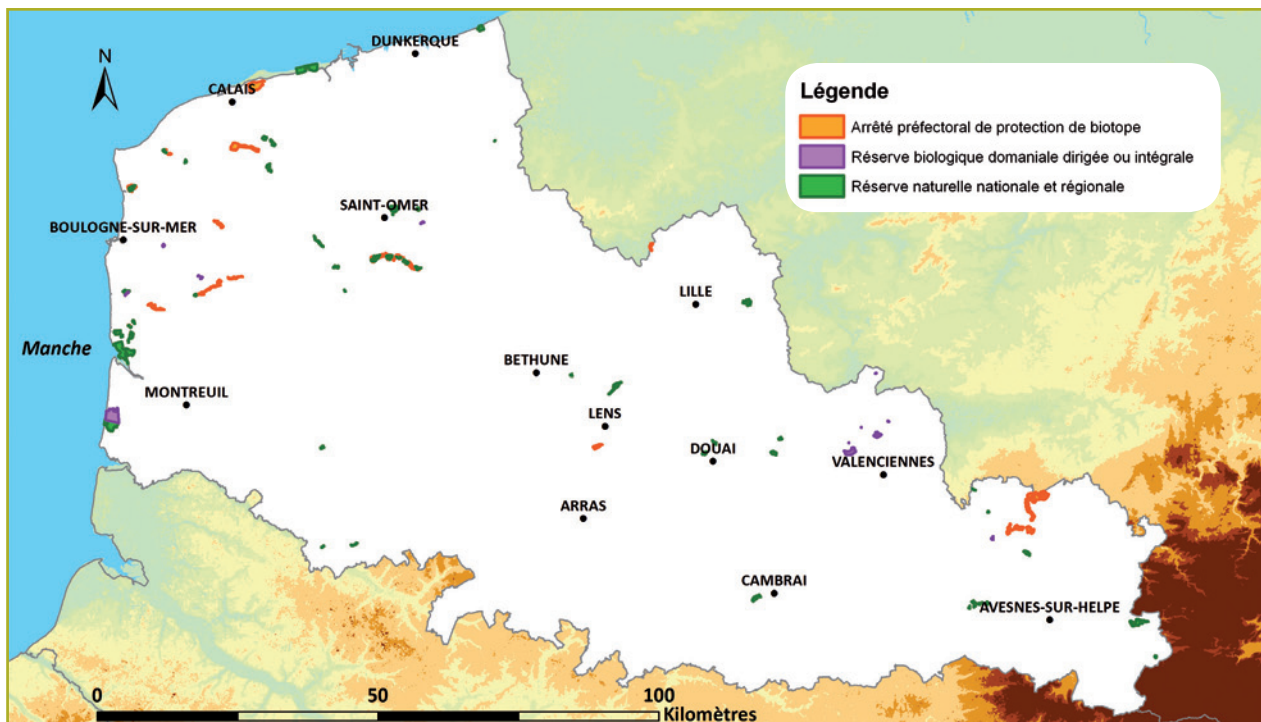 DUNKERQUE
N
CALAIS
Légende
Arrêté préfectoral de protection de biotope
Réserve biologique domaniale dirigée ou intégrale
Réserve naturelle nationale et régionale
SAINT-OMER
BOULOGNE-SUR-MER
LILLE
Manche
BETHUNE
MONTREUIL
LENS
DOUAI
VALENCIENNES
ARRAS
CAMBRAI
AVESNES-SUR-HELPE
0 50 100
Kilomètres